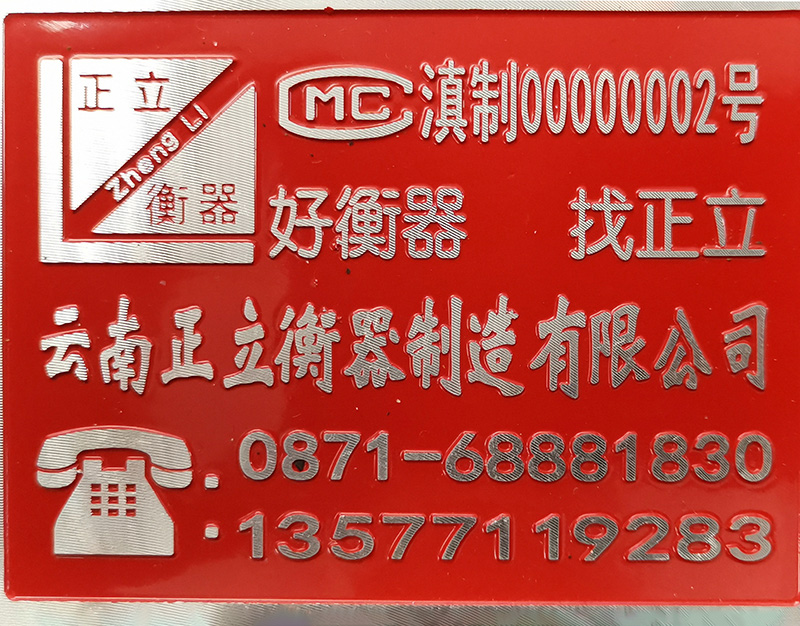 正立
Zheng LI
衡器
MC 滇制00000002号
好衡器 找正立
云南正立衡器制造有限公司
0871-68881830
13577119283